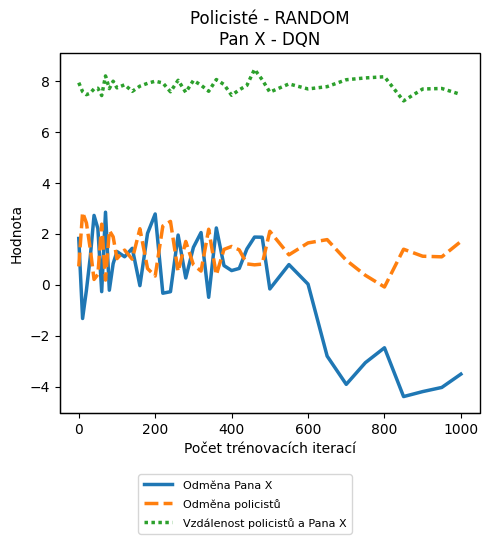 Policisté - RANDOM
Pan X - DQN
Hodnota
8
6
4
2
0
−2
−4
0 200 400 600 800 1000
Počet trénovacích iterací
Odměna Pana X
Odměna policistů
Vzdálenost policistů a Pana X